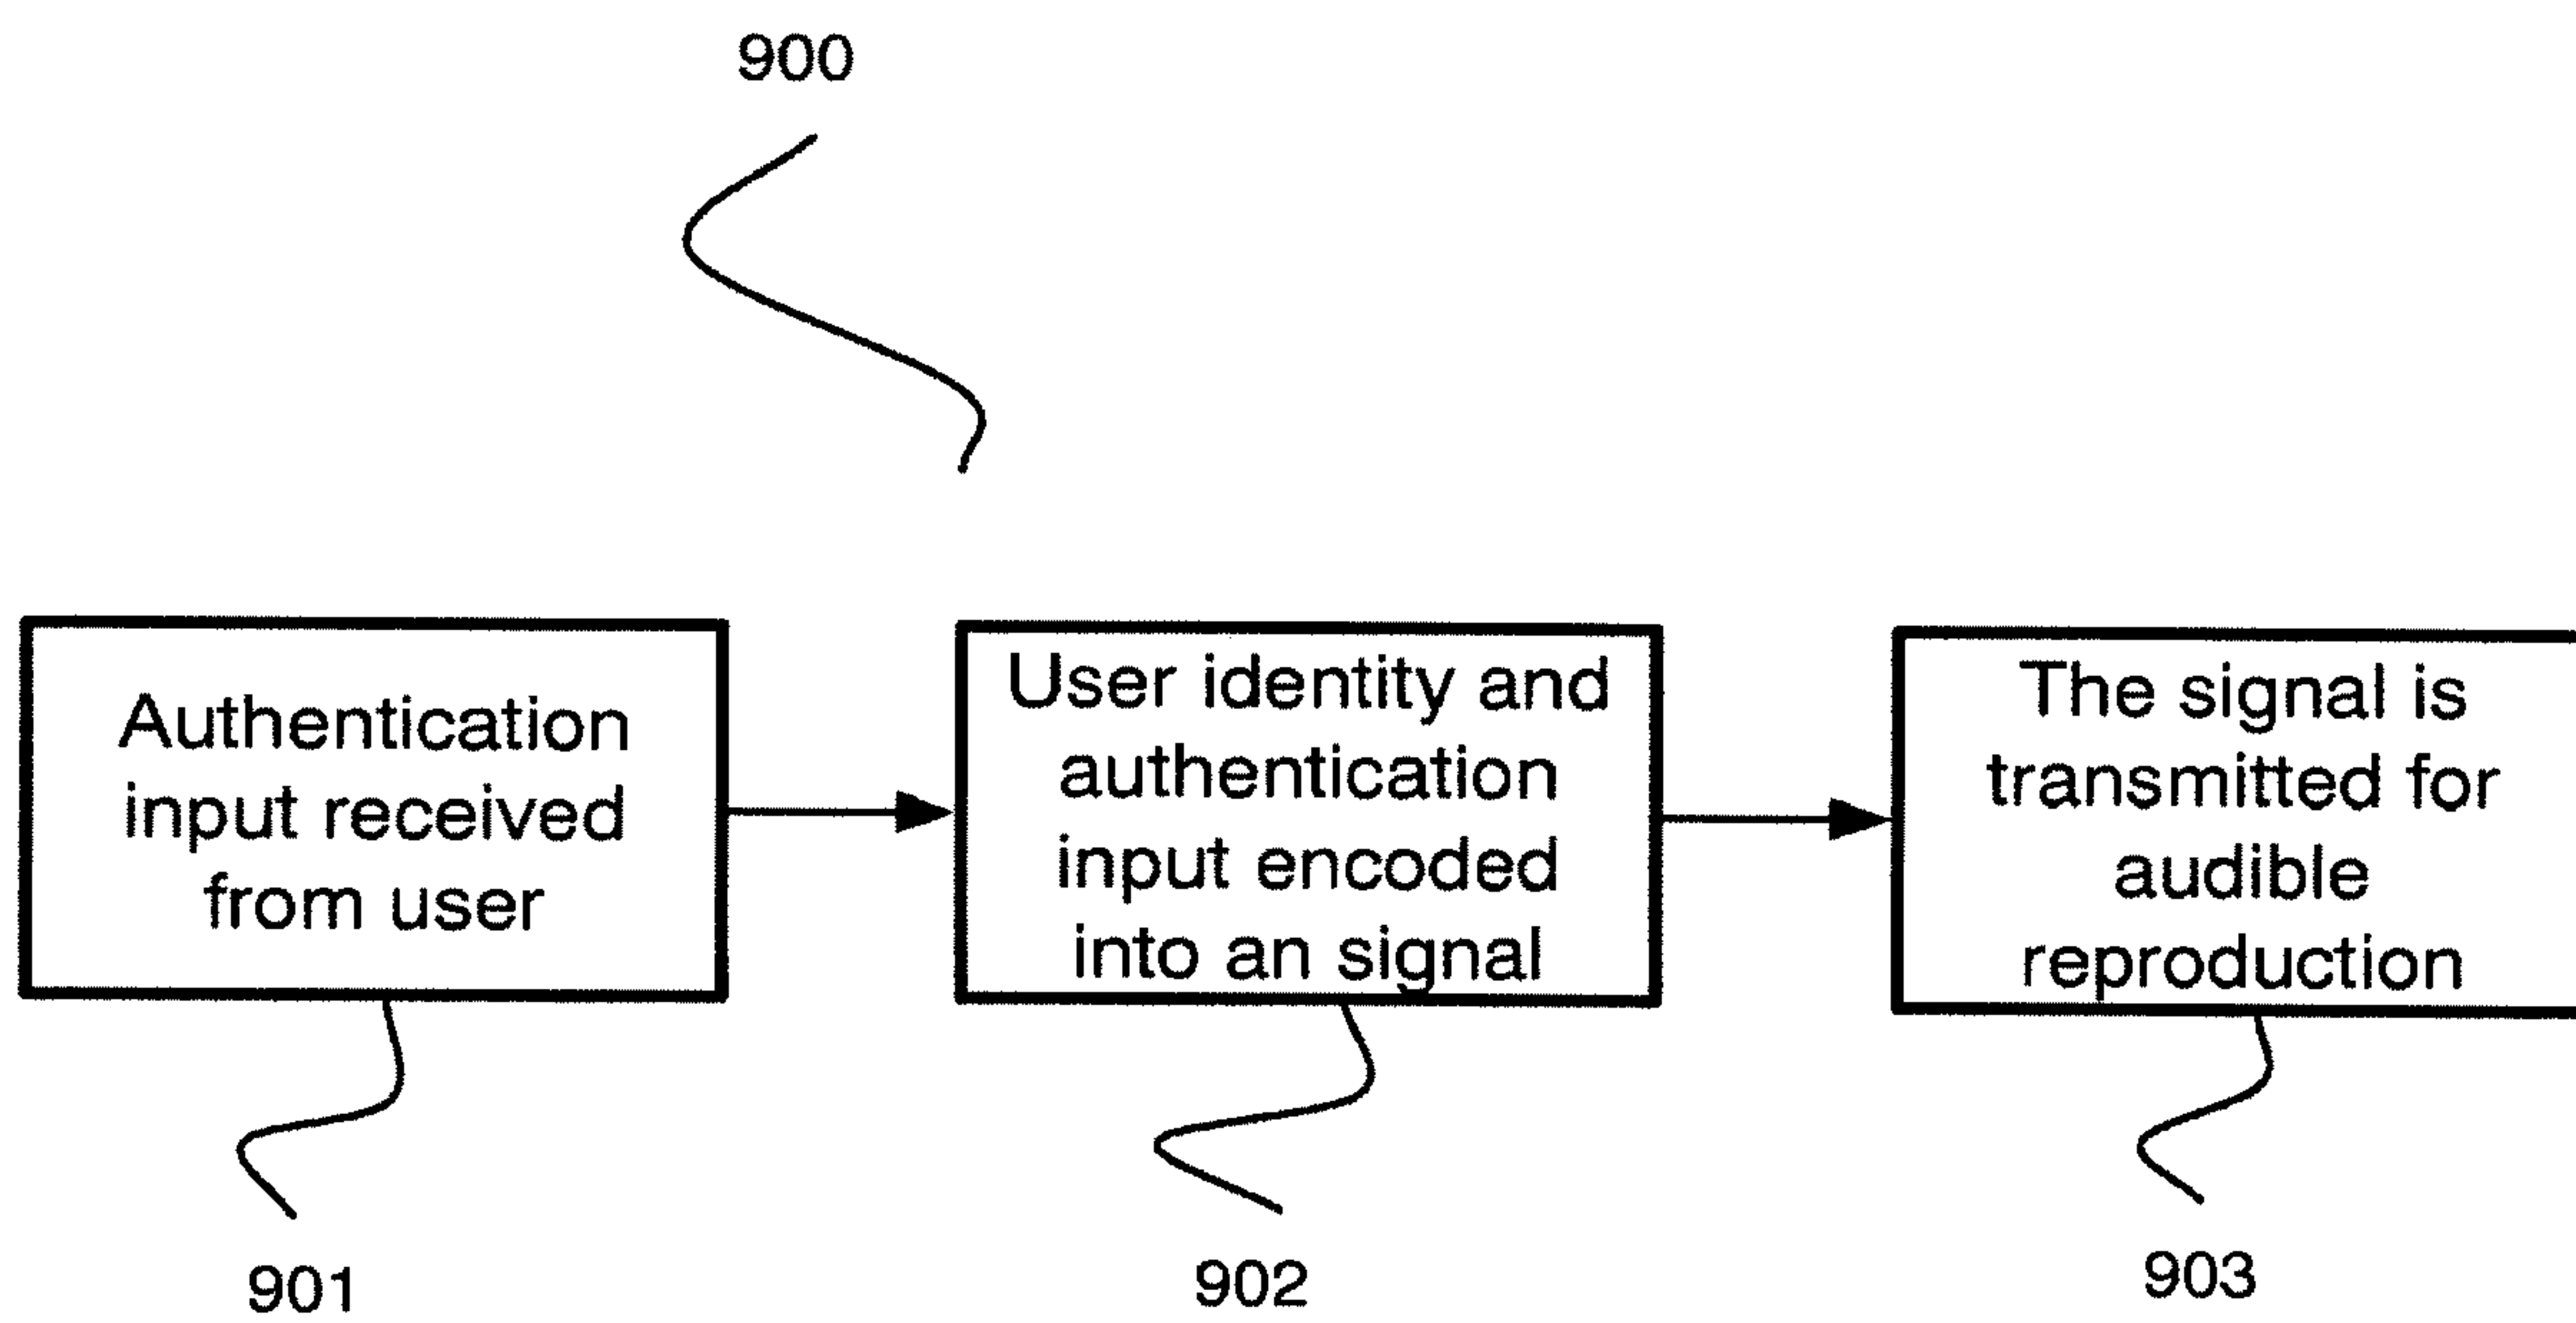 900
Authentication
input received
from user
User identity and
authentication
input encoded
into an signal
The signal is
transmitted for
audible
reproduction
901
902
903